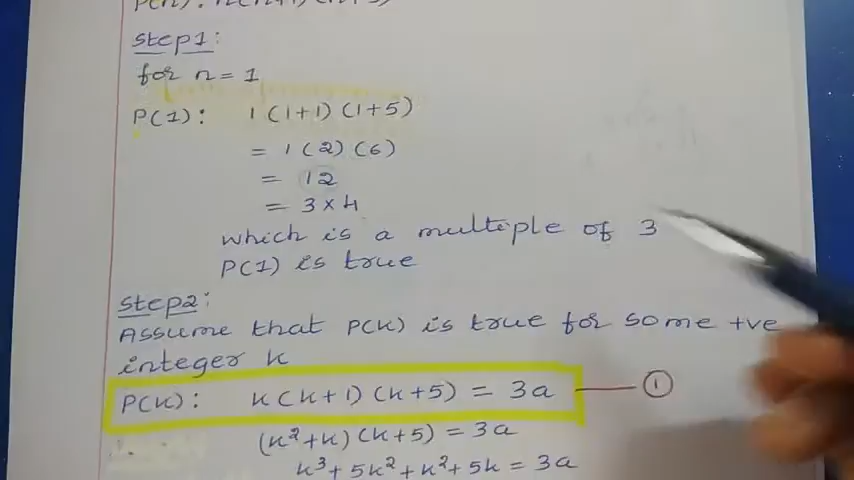 P(n): n(n+1)(n+5)
Step1:
for n = 1
P(1): 1(1+1)(1+5)
= 1(2)(6)
= 12
= 3×4
which is a multiple of 3
P(1) is true
Step2:
Assume that P(k) is true for some +ve
integer k
P(k): k(k+1)(k+5) = 3a —— ①
(k²+k)(k+5) = 3a
k³+5k²+k²+5k = 3a